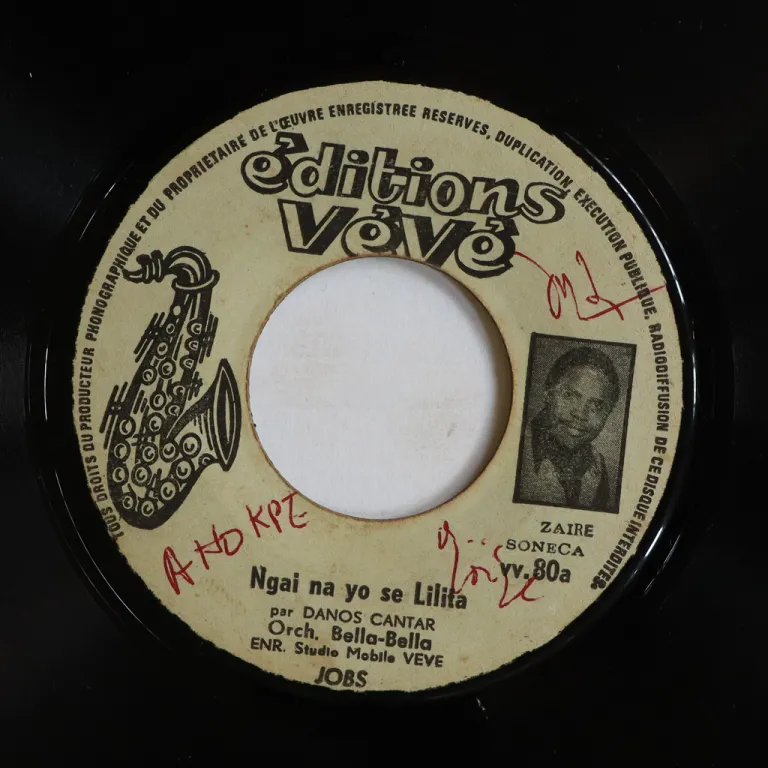 TOUS DROITS DU PRODUCTEUR PHONOGRAPHIQUE ET DU PROPRIETAIRE DE L'ŒUVRE ENREGISTREE RESERVES, DUPLICATION, EXECUTION PUBLIQUE, RADIODIFFUSION DE CE DISQUE INTERDITES.
éditions
vévé
ZAIRE
SONECA
vv.80a
ANOKPE
Ngai na yo se Lilita
par DANOS CANTAR
Orch. Bella-Bella
ENR. Studio Mobile VEVE
JOBS